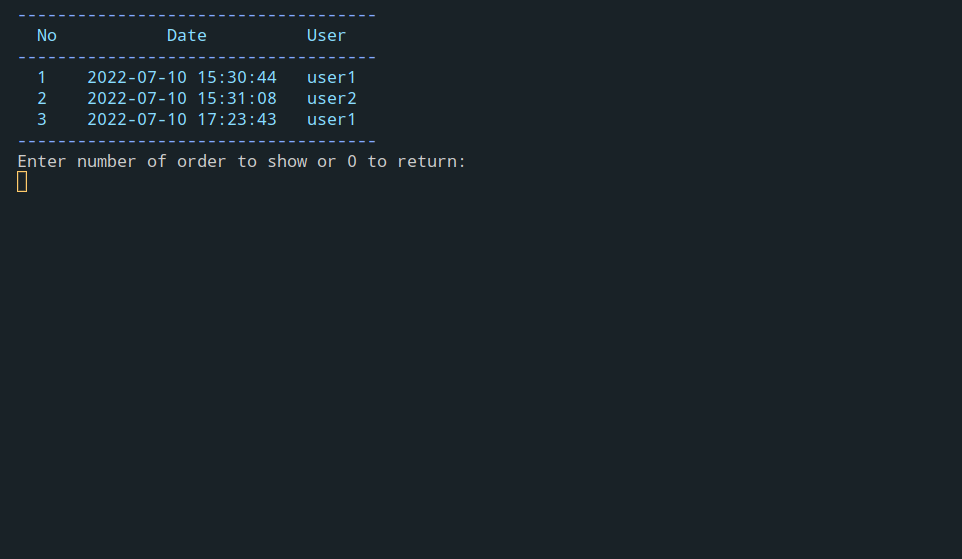 ------------------------------------
No Date User
------------------------------------
1 2022-07-10 15:30:44 user1
2 2022-07-10 15:31:08 user2
3 2022-07-10 17:23:43 user1
------------------------------------
Enter number of order to show or 0 to return: